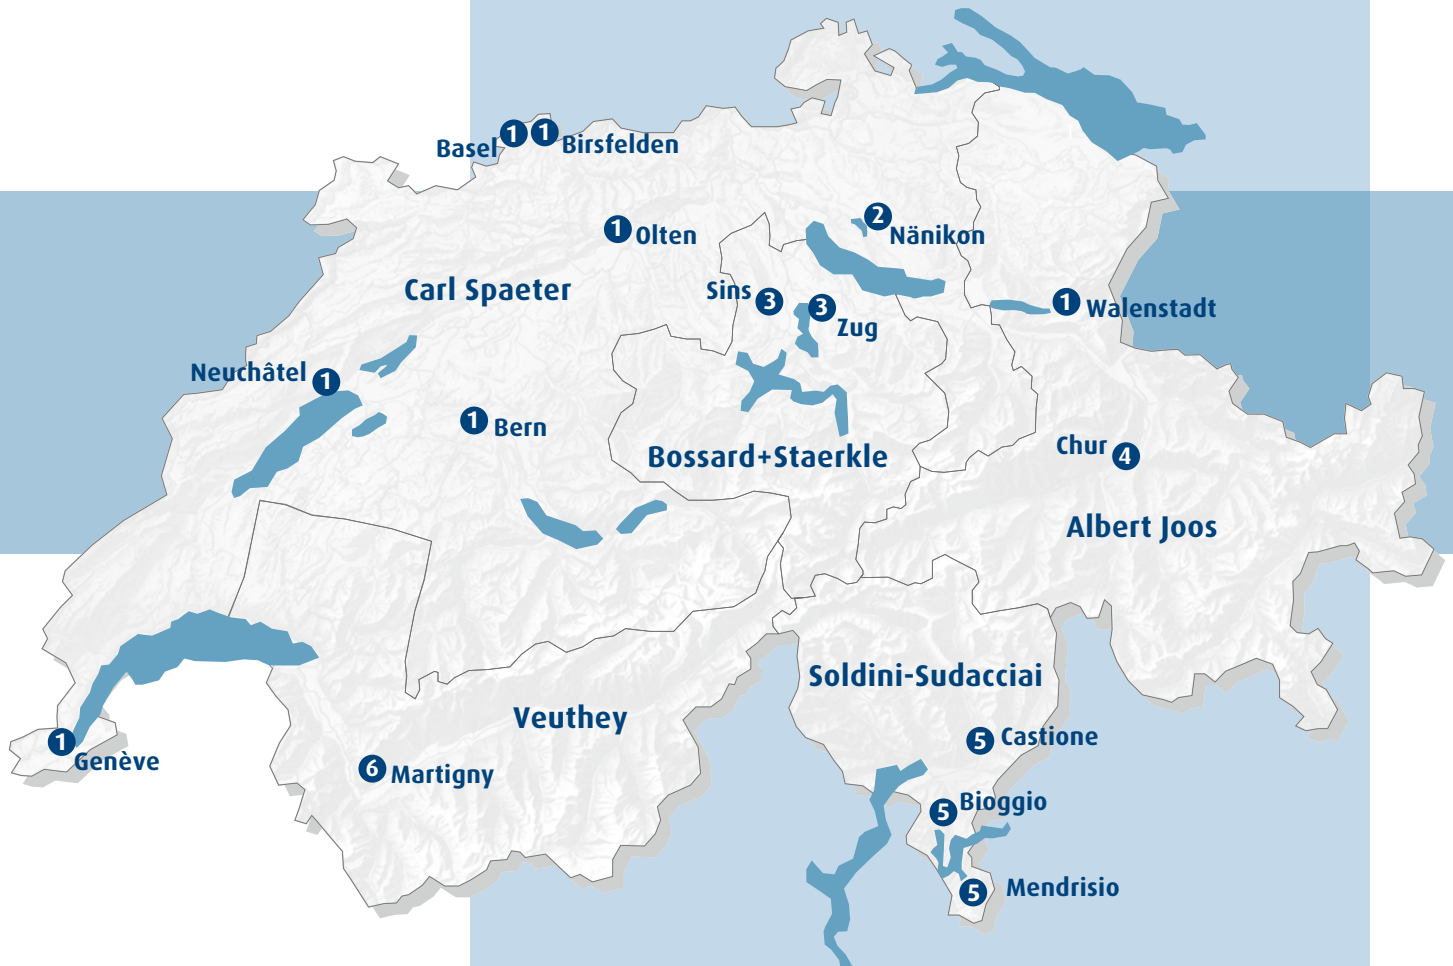 1
1
Basel
Birsfelden
2
1
Olten
Nänikon
Carl Spaeter
Sins
3
3
Zug
1
Walenstadt
Neuchâtel
1
1
Bern
Chur
4
Bossard+Staerkle
Albert Joos
Soldini-Sudacciai
Veuthey
1
Genève
5
Castione
6
Martigny
5
Bioggio
5
Mendrisio